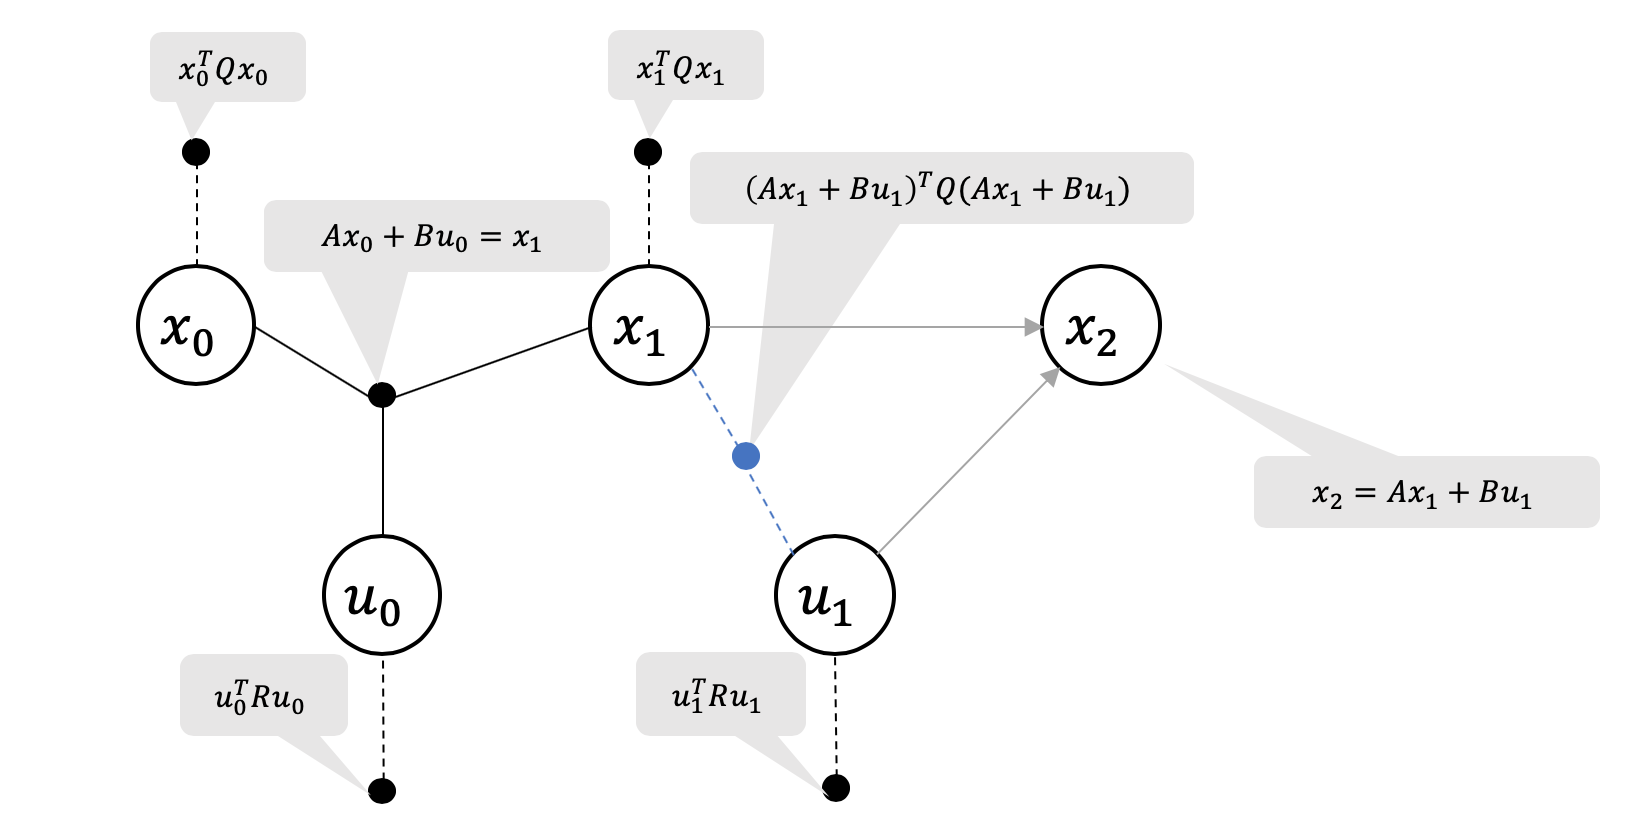 x_0^T Q x_0
x_1^T Q x_1
(Ax_1 + Bu_1)^T Q(Ax_1 + Bu_1)
Ax_0 + Bu_0 = x_1
x_0
x_1
x_2
x_2 = Ax_1 + Bu_1
u_0
u_1
u_0^T R u_0
u_1^T R u_1